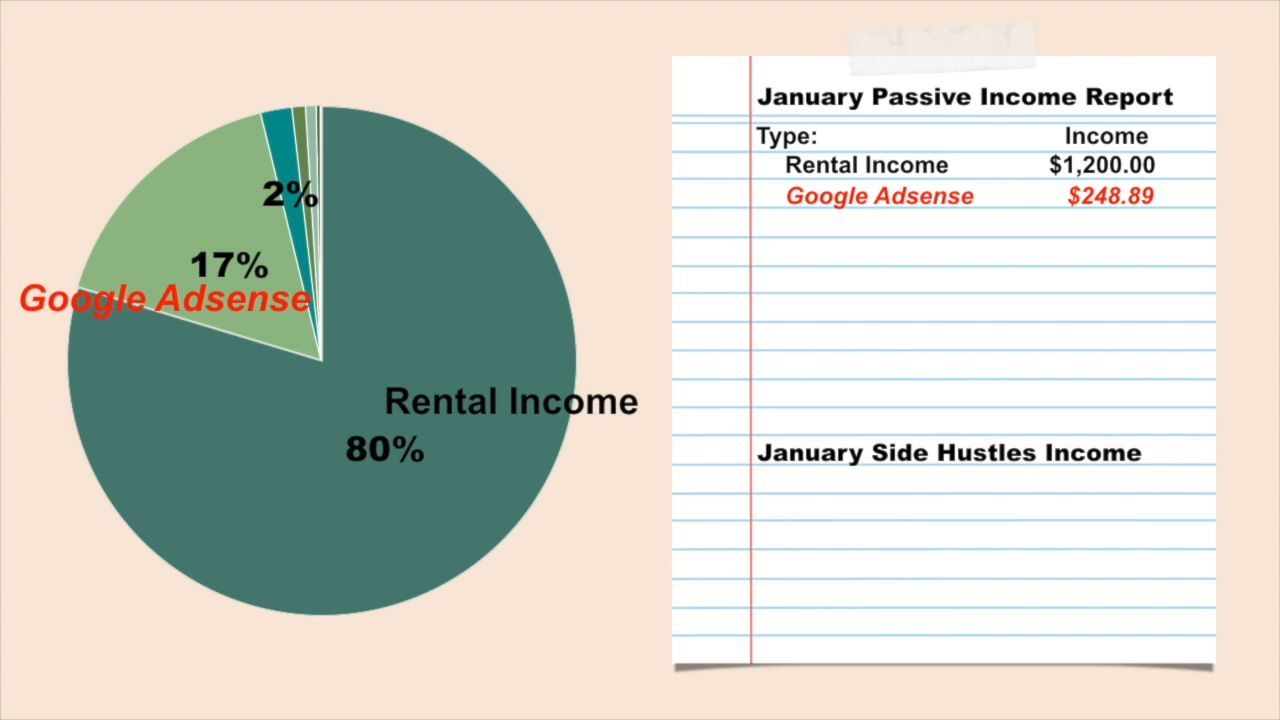 2%
17%
Google Adsense
Rental Income
80%
January Passive Income Report
Type: Income
Rental Income $1,200.00
Google Adsense $248.89
January Side Hustles Income